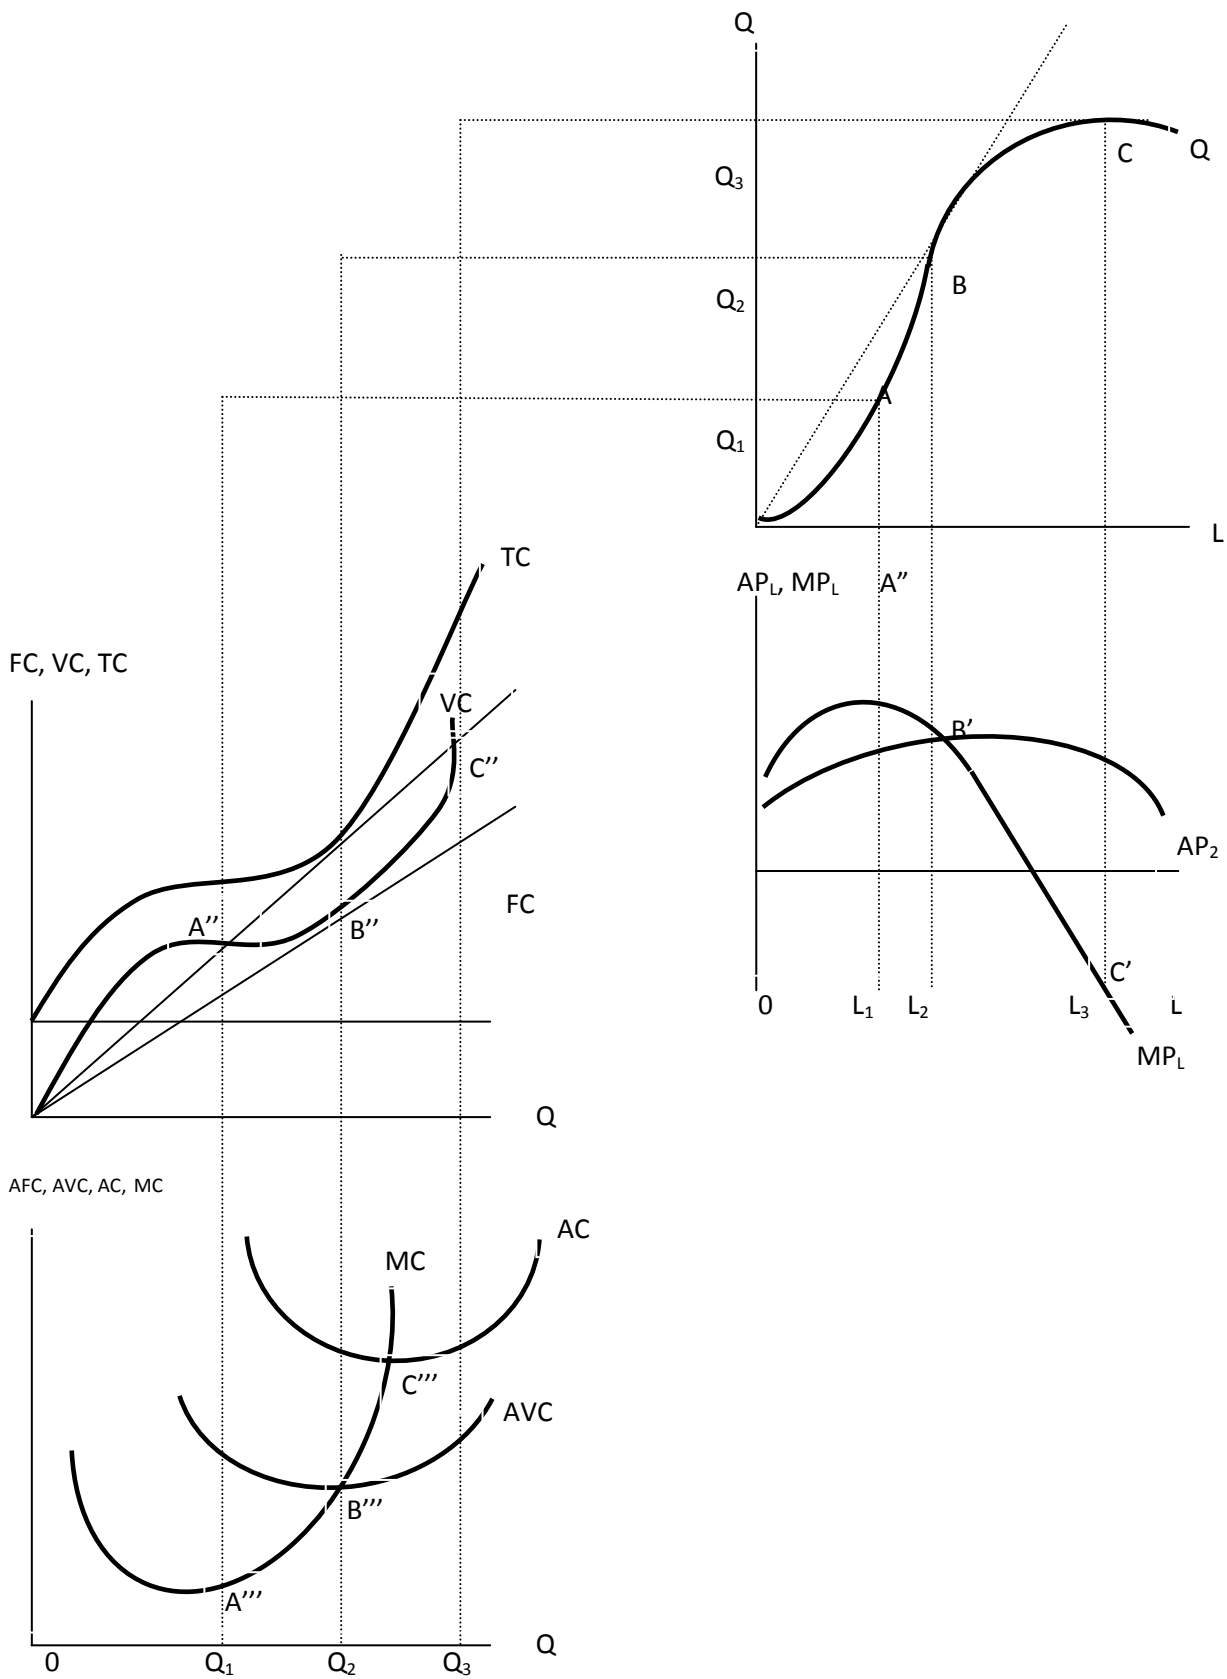 Q
Q
C
Q₃
B
Q₂
A
Q₁
L
TC
AP_L, MP_L
A”
FC, VC, TC
VC
B’
C’’
AP₂
FC
A’’
B’’
C’
0
L₁
L₂
L₃
L
MP_L
Q
AFC, AVC, AC, MC
AC
MC
C’’’
AVC
B’’’
A’’’
Q
0
Q₁
Q₂
Q₃